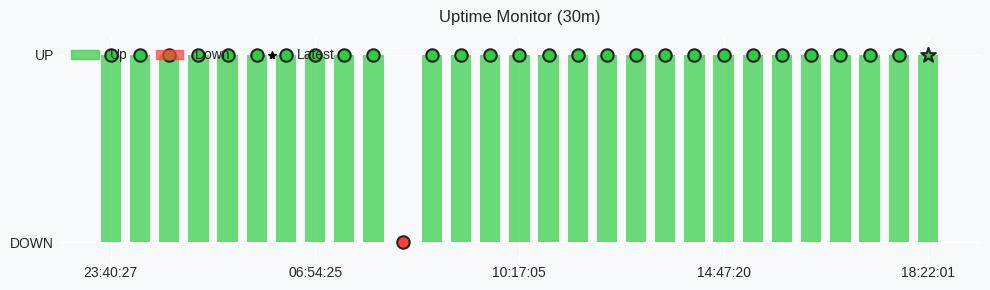 Uptime Monitor (30m)
UP
Up Down Latest
DOWN
23:40:27 06:54:25 10:17:05 14:47:20 18:22:01